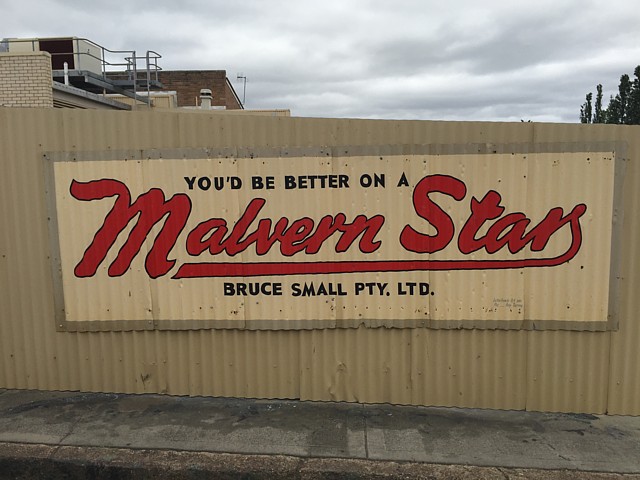 YOU'D BE BETTER ON A
Malvern Star
BRUCE SMALL PTY. LTD.